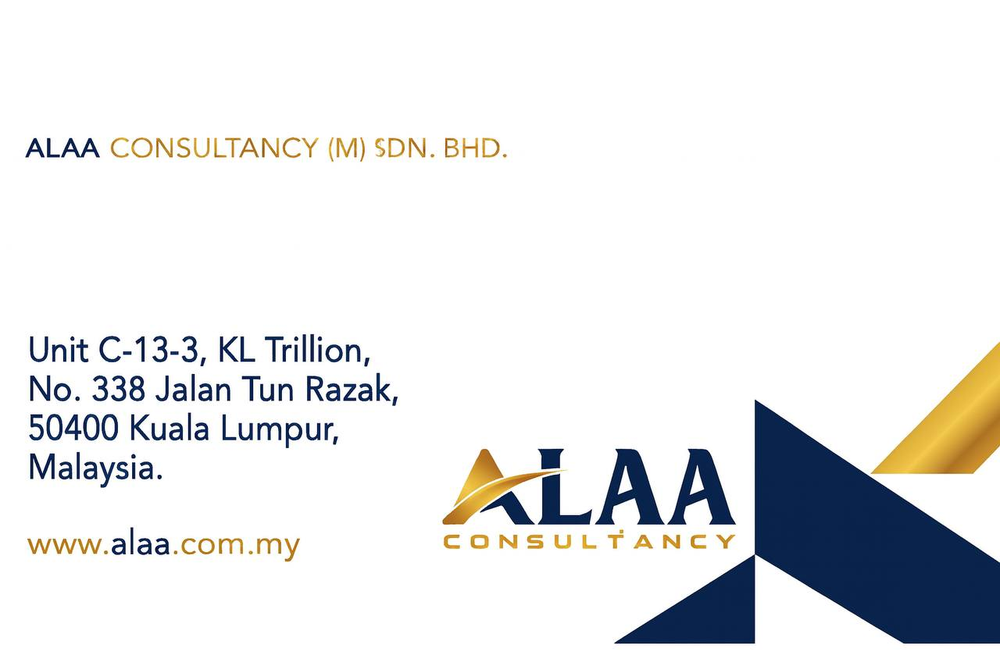 ALAA CONSULTANCY (M) SDN. BHD.
Unit C-13-3, KL Trillion,
No. 338 Jalan Tun Razak,
50400 Kuala Lumpur,
Malaysia.
www.alaa.com.my
ALAA
CONSULTANCY